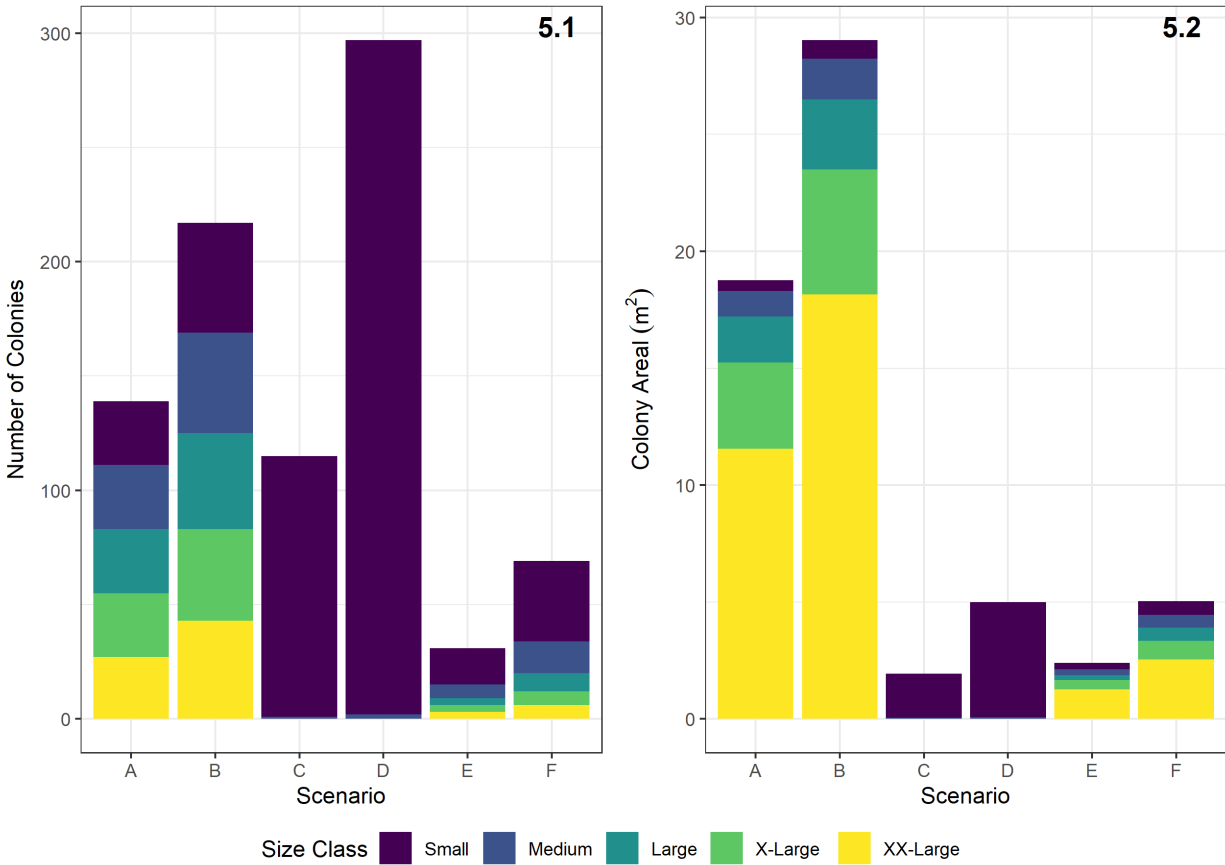 5.1
Number of Colonies
300
200
100
0
A B C D E F
Scenario
5.2
Colony Areal (m²)
30
20
10
0
A B C D E F
Scenario
Size Class Small Medium Large X-Large XX-Large